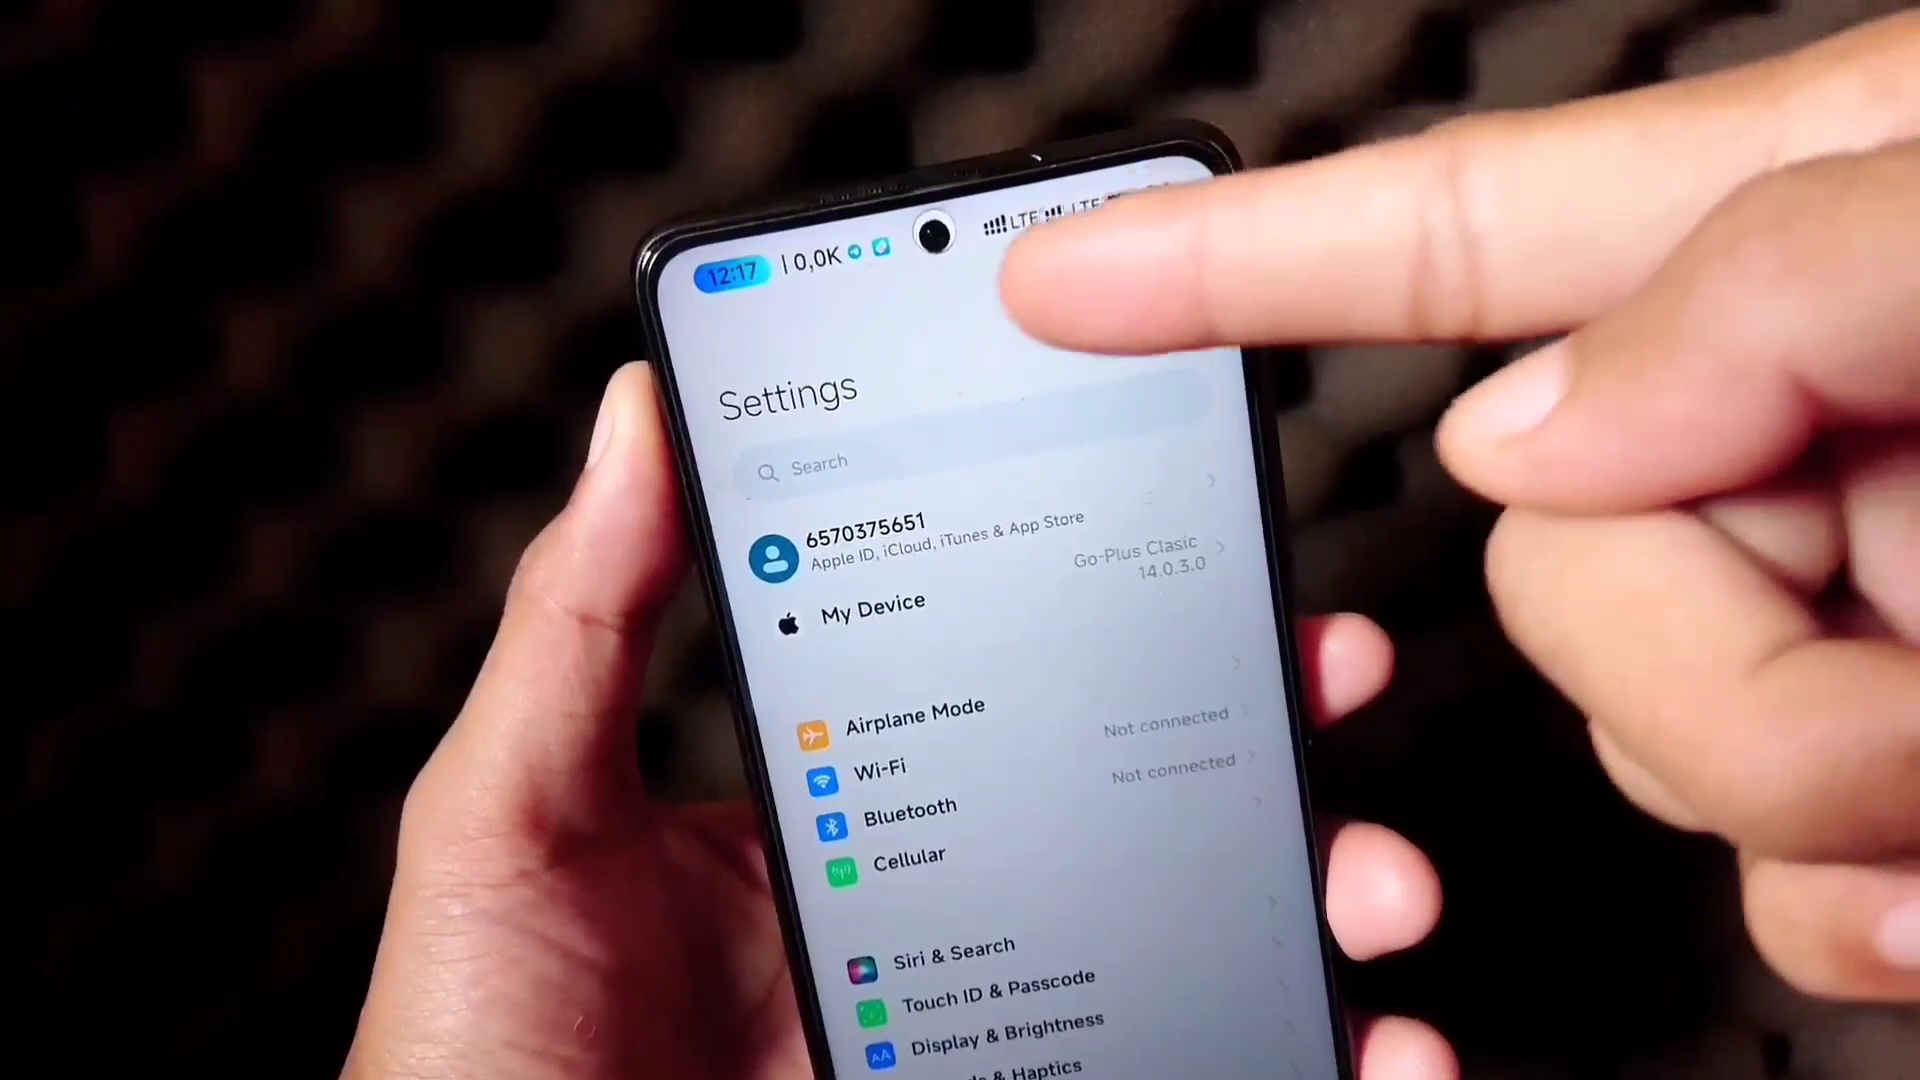 12:17 | 0,0K LTE LTE
Settings
Search
6570375651
Apple ID, iCloud, iTunes & App Store
My Device
Go-Plus Clasic
14.0.3.0
Airplane Mode
Wi-Fi Not connected
Bluetooth Not connected
Cellular
Siri & Search
Touch ID & Passcode
AA Display & Brightness
& Haptics